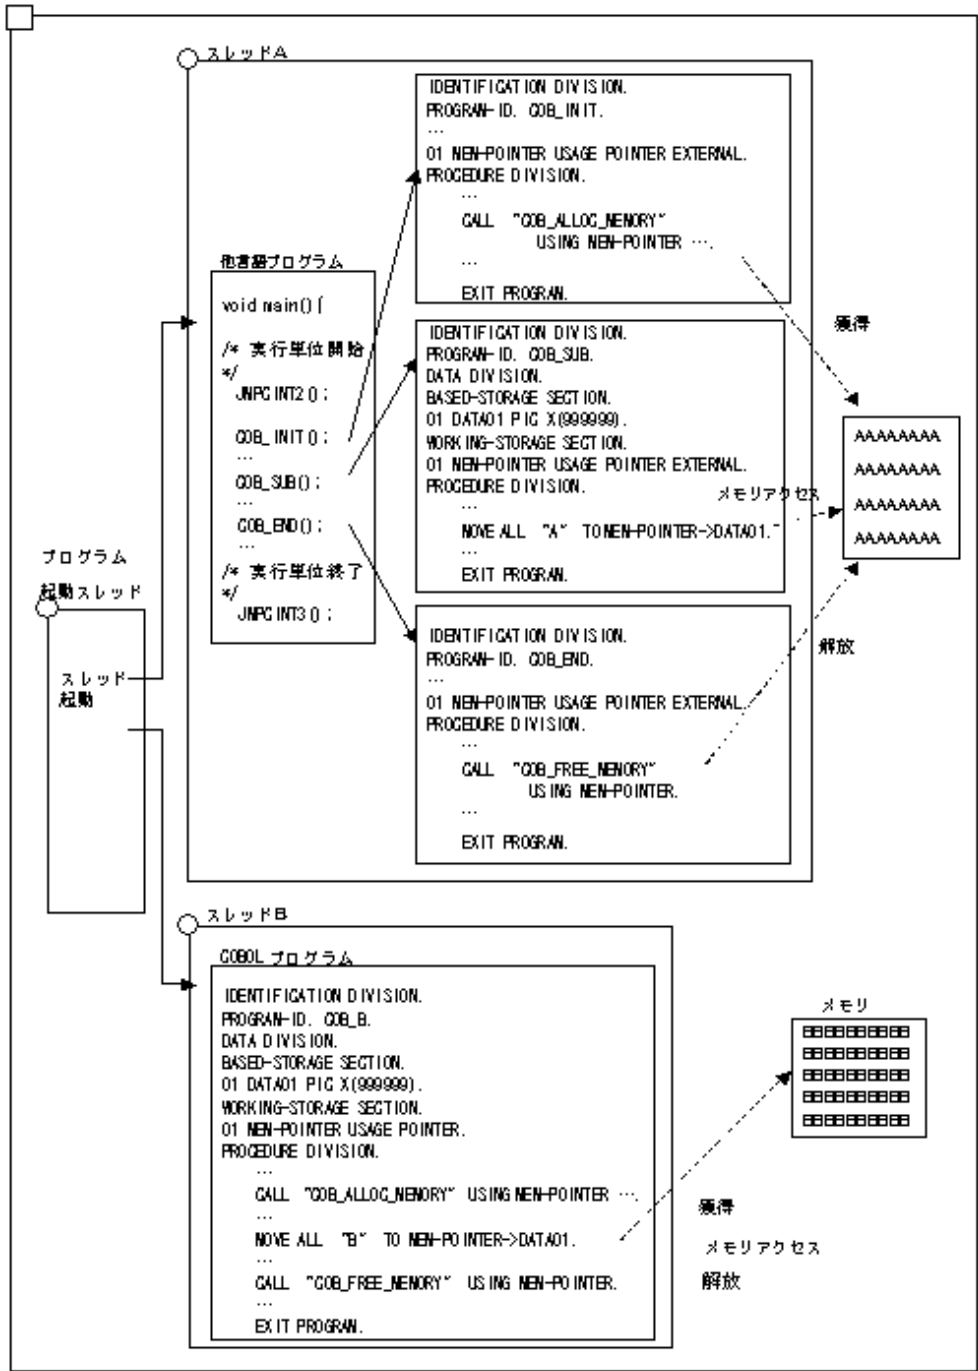 スレッドA
IDENTIFICATION DIVISION.
PROGRAM-ID. COB_INIT.
…
01 MEM-POINTER USAGE POINTER EXTERNAL.
PROCEDURE DIVISION.
…
CALL "COB_ALLOC_MEMORY"
USING MEM-POINTER ….
…
EXIT PROGRAM.
獲得
他言語プログラム
void main() {
/* 実行単位開始
*/
JMPCINT2();
COB_INIT();
…
COB_SUB();
…
COB_END();
…
/* 実行単位終了
*/
JMPCINT3();
IDENTIFICATION DIVISION.
PROGRAM-ID. COB_SUB.
DATA DIVISION.
BASED-STORAGE SECTION.
01 DATA01 PIC X(999999).
WORKING-STORAGE SECTION.
01 MEM-POINTER USAGE POINTER EXTERNAL.
PROCEDURE DIVISION.
…
MOVE ALL "A" TO MEM-POINTER->DATA01.
…
EXIT PROGRAM.
メモリアクセス
AAAAAAAA
AAAAAAAA
AAAAAAAA
AAAAAAAA
解放
IDENTIFICATION DIVISION.
PROGRAM-ID. COB_END.
…
01 MEM-POINTER USAGE POINTER EXTERNAL.
PROCEDURE DIVISION.
…
CALL "COB_FREE_MEMORY"
USING MEM-POINTER.
…
EXIT PROGRAM.
プログラム
起動スレッド
スレッド
起動
スレッドB
COBOL プログラム
IDENTIFICATION DIVISION.
PROGRAM-ID. COB_B.
DATA DIVISION.
BASED-STORAGE SECTION.
01 DATA01 PIC X(999999).
WORKING-STORAGE SECTION.
01 MEM-POINTER USAGE POINTER.
PROCEDURE DIVISION.
…
CALL "COB_ALLOC_MEMORY" USING MEM-POINTER ….
…
MOVE ALL "B" TO MEM-POINTER->DATA01.
…
CALL "COB_FREE_MEMORY" USING MEM-POINTER.
…
EXIT PROGRAM.
メモリ
BBBBBBBBBB
BBBBBBBBBB
BBBBBBBBBB
BBBBBBBBBB
BBBBBBBBBB
獲得
メモリアクセス
解放